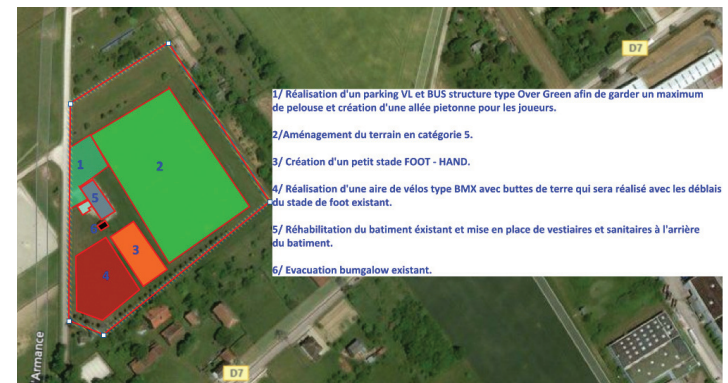 D7
1/ Réalisation d'un parking VL et BUS structure type Over Green afin de garder un maximum
de pelouse et création d'une allée pietonne pour les joueurs.
2/Aménagement du terrain en catégorie 5.
3/ Création d'un petit stade FOOT - HAND.
4/ Réalisation d'une aire de vélos type BMX avec buttes de terre qui sera réalisé avec les déblais
du stade de foot existant.
5/ Réhabilitation du batiment éxistant et mise en place de vestiaires et sanitaires à l'arrière
du batiment.
6/ Evacuation bumgalow existant.
1
2
5
3
D7
'Armance